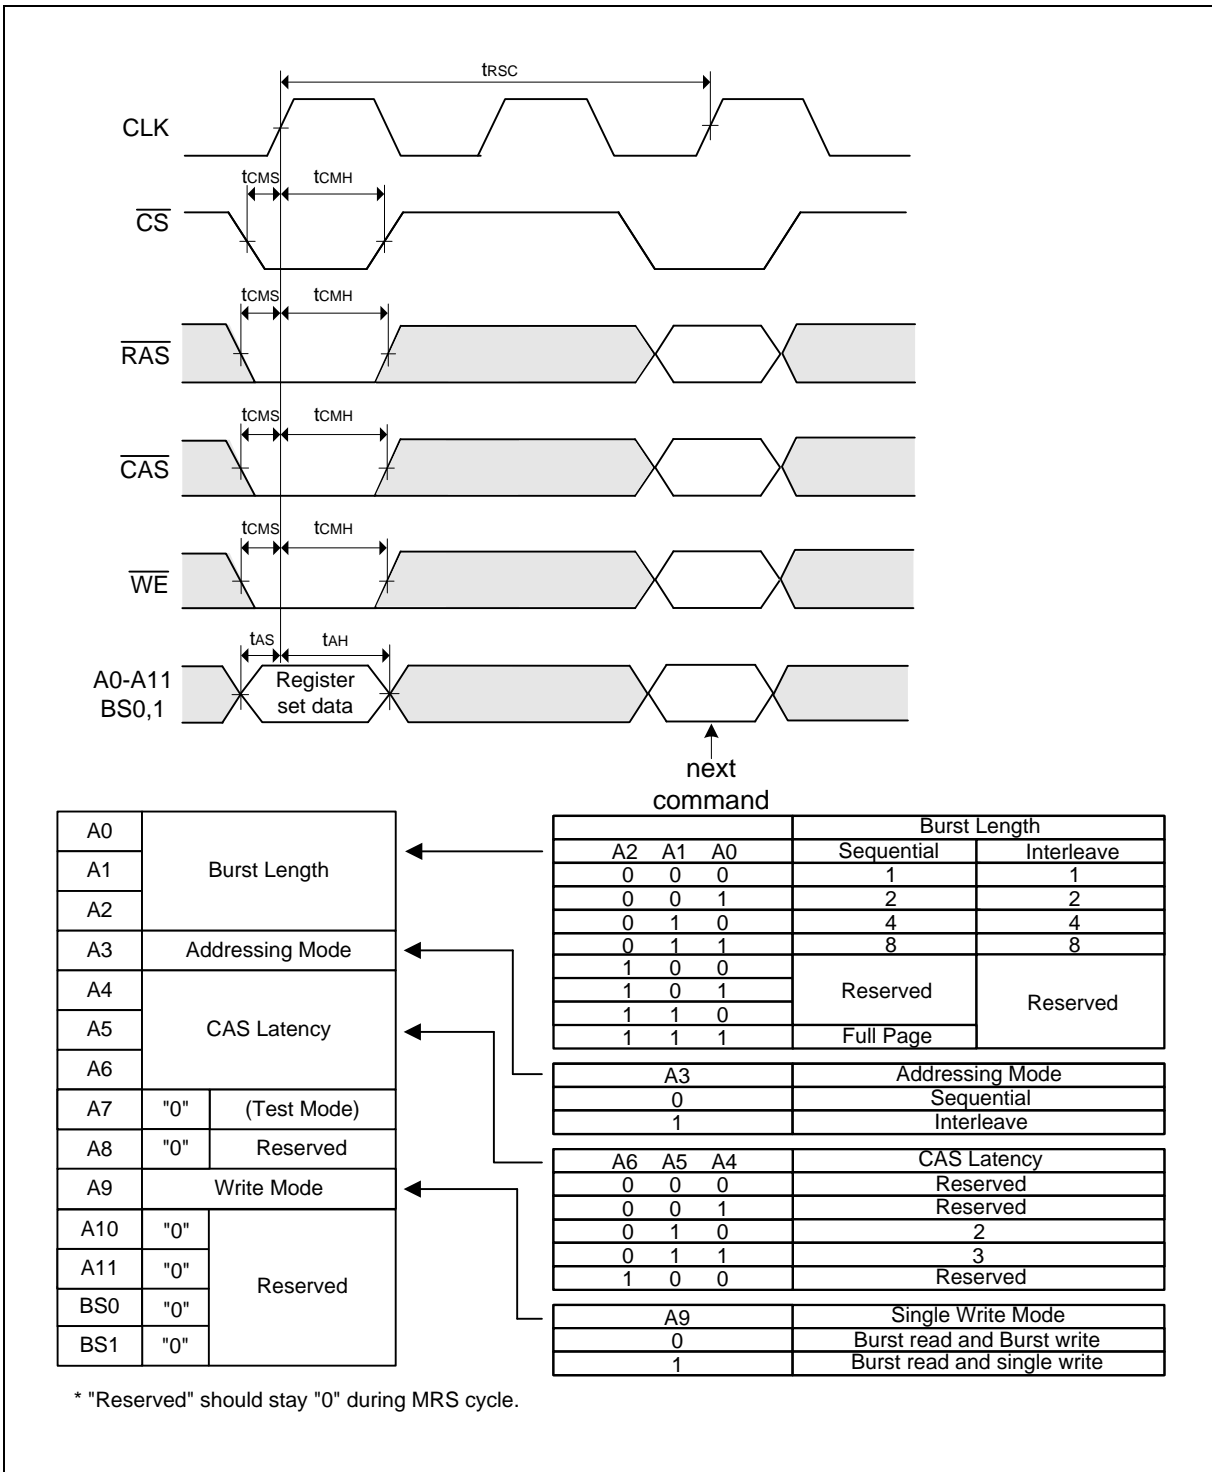 tRSC
CLK
tCMS tCMH
CS
tCMS tCMH
RAS
tCMS tCMH
CAS
tCMS tCMH
WE
tAS tAH
A0-A11
BS0,1
Register
set data
next
command
A0
A1
A2
Burst Length
A3 Addressing Mode
A4
A5
A6
CAS Latency
A7 "0" (Test Mode)
A8 "0" Reserved
A9 Write Mode
A10 "0"
A11 "0"
BS0 "0"
BS1 "0"
Reserved
Burst Length
A2 A1 A0 Sequential Interleave
0 0 0 1 1
0 0 1 2 2
0 1 0 4 4
0 1 1 8 8
1 0 0
1 0 1 Reserved Reserved
1 1 0
1 1 1 Full Page
A3 Addressing Mode
0 Sequential
1 Interleave
A6 A5 A4 CAS Latency
0 0 0 Reserved
0 0 1 Reserved
0 1 0 2
0 1 1 3
1 0 0 Reserved
A9 Single Write Mode
0 Burst read and Burst write
1 Burst read and single write
* "Reserved" should stay "0" during MRS cycle.